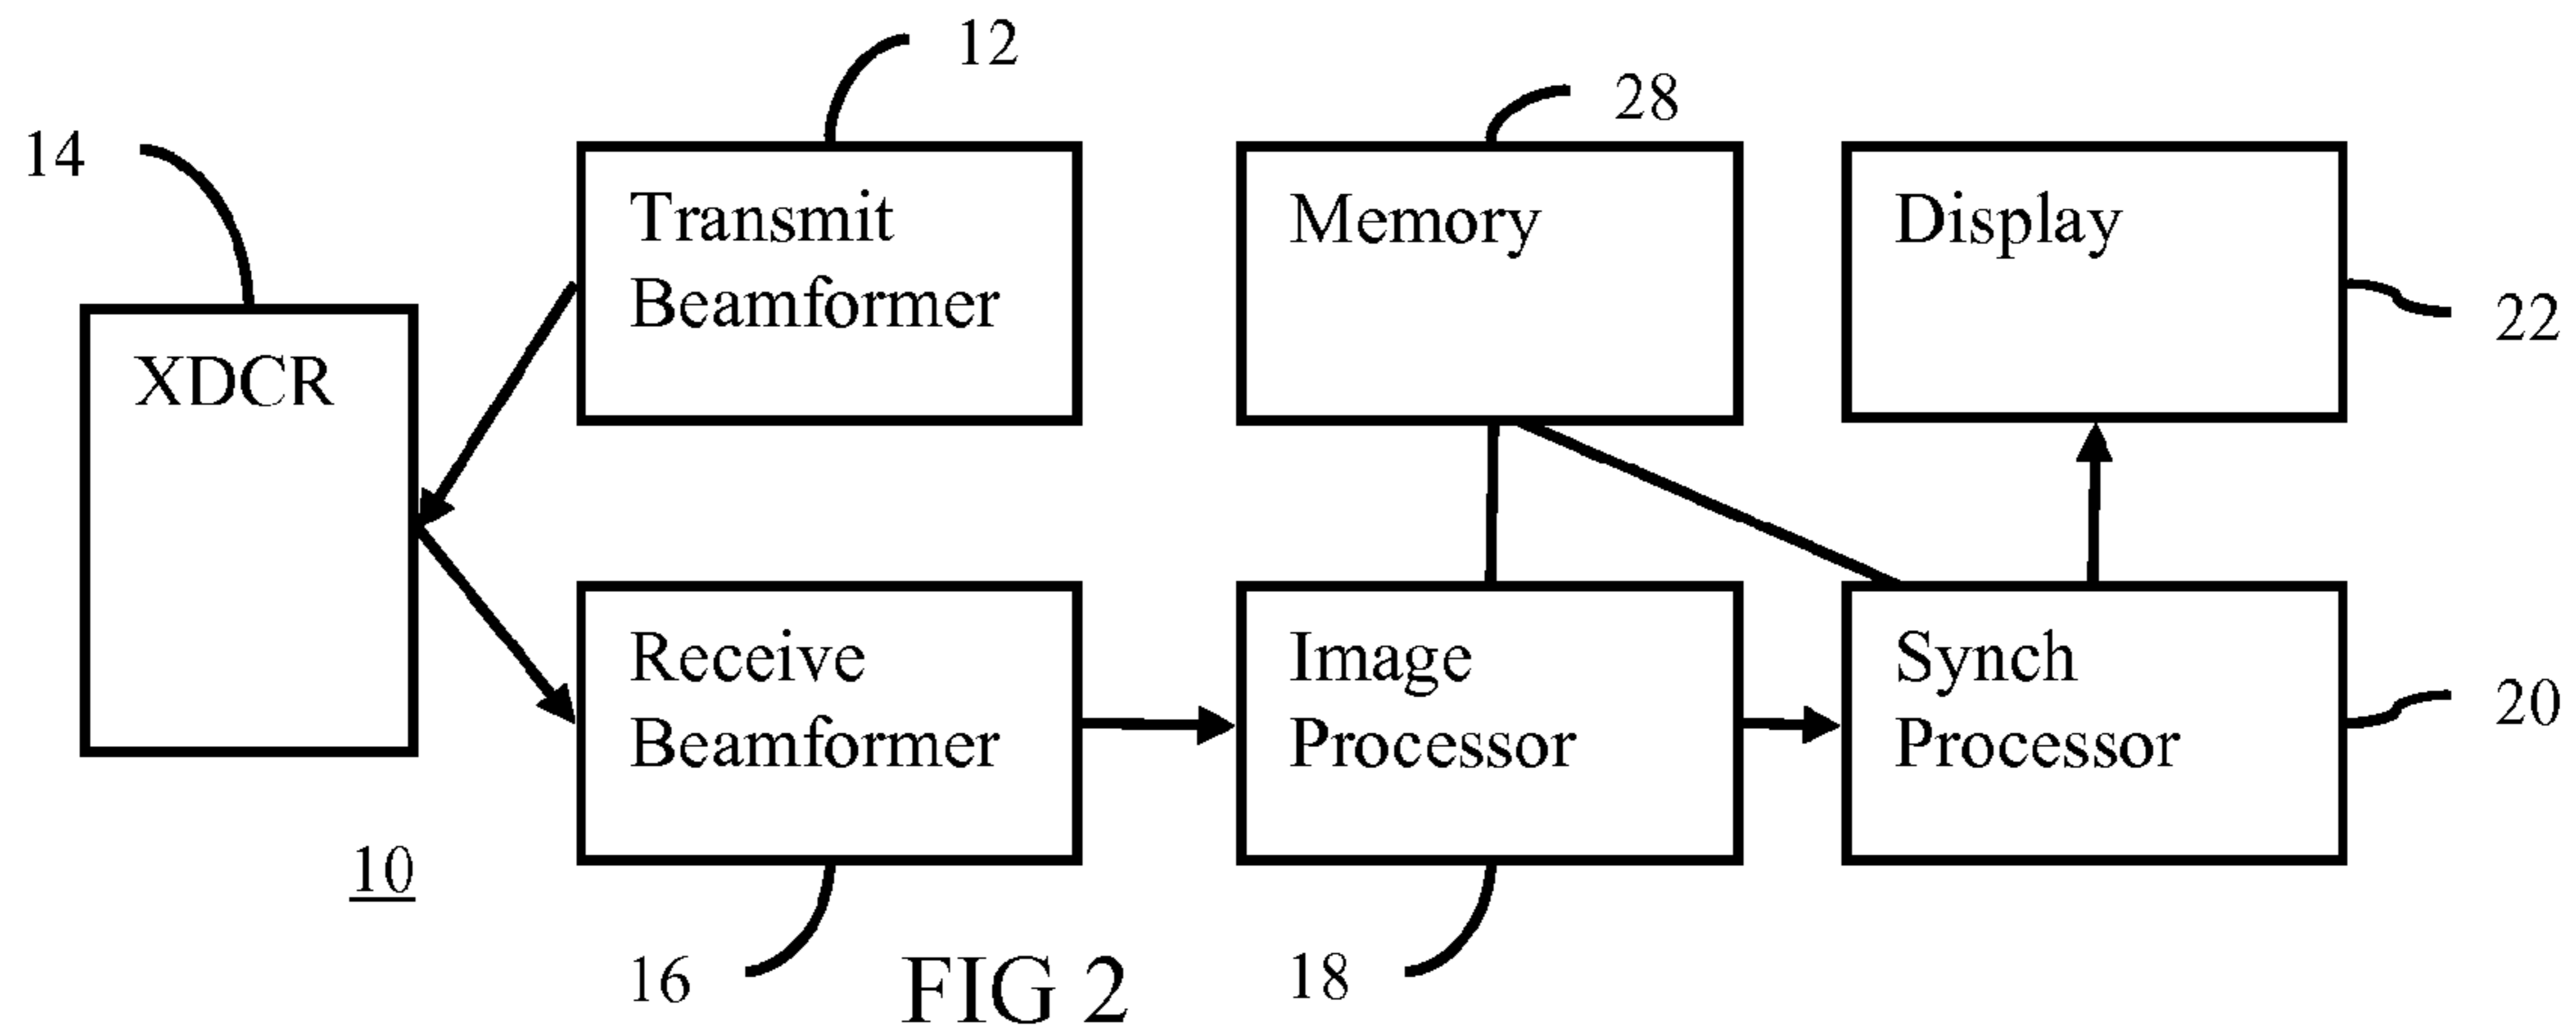 12
28
14
Transmit
Beamformer
Memory
Display
22
XDCR
Receive
Beamformer
Image
Processor
Synch
Processor
20
10
16
18
FIG 2